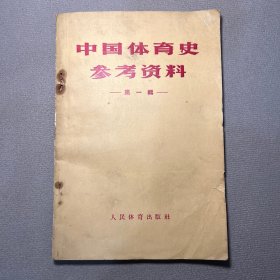 中国体育史
参考资料
第一辑
人民体育出版社